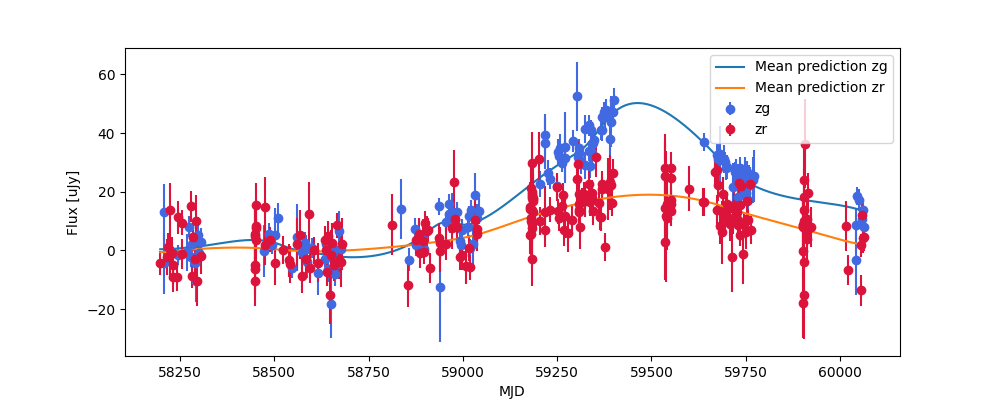 Flux [uJy]
60
40
20
0
−20
58250
58500
58750
59000
59250
59500
59750
60000
MJD
Mean prediction zg
Mean prediction zr
zg
zr